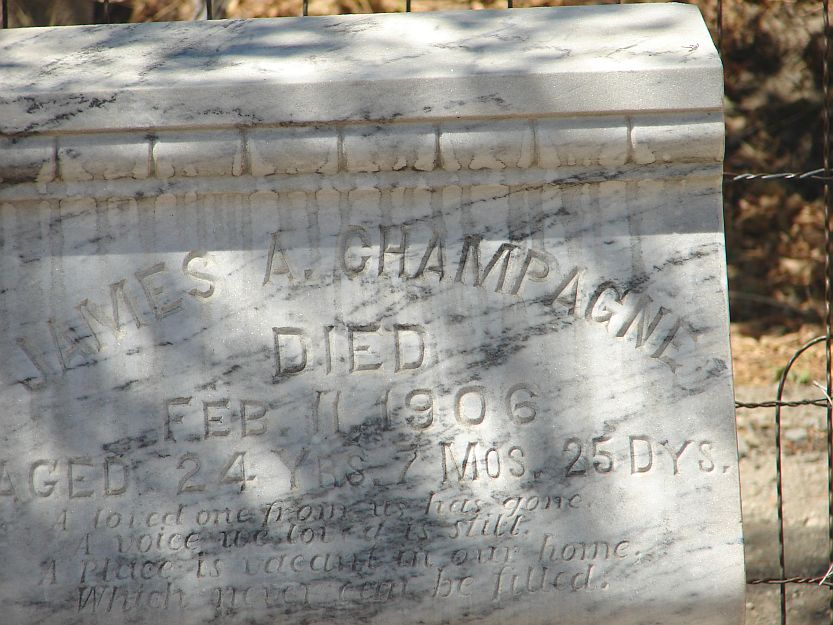 JAMES A. CHAMPAGNE
DIED
FEB. 11, 1906
AGED 24 YRS. 7 MOS. 25 DYS.
A loved one from us has gone.
A voice we loved is still.
A Place is vacant in our home.
Which never can be filled.